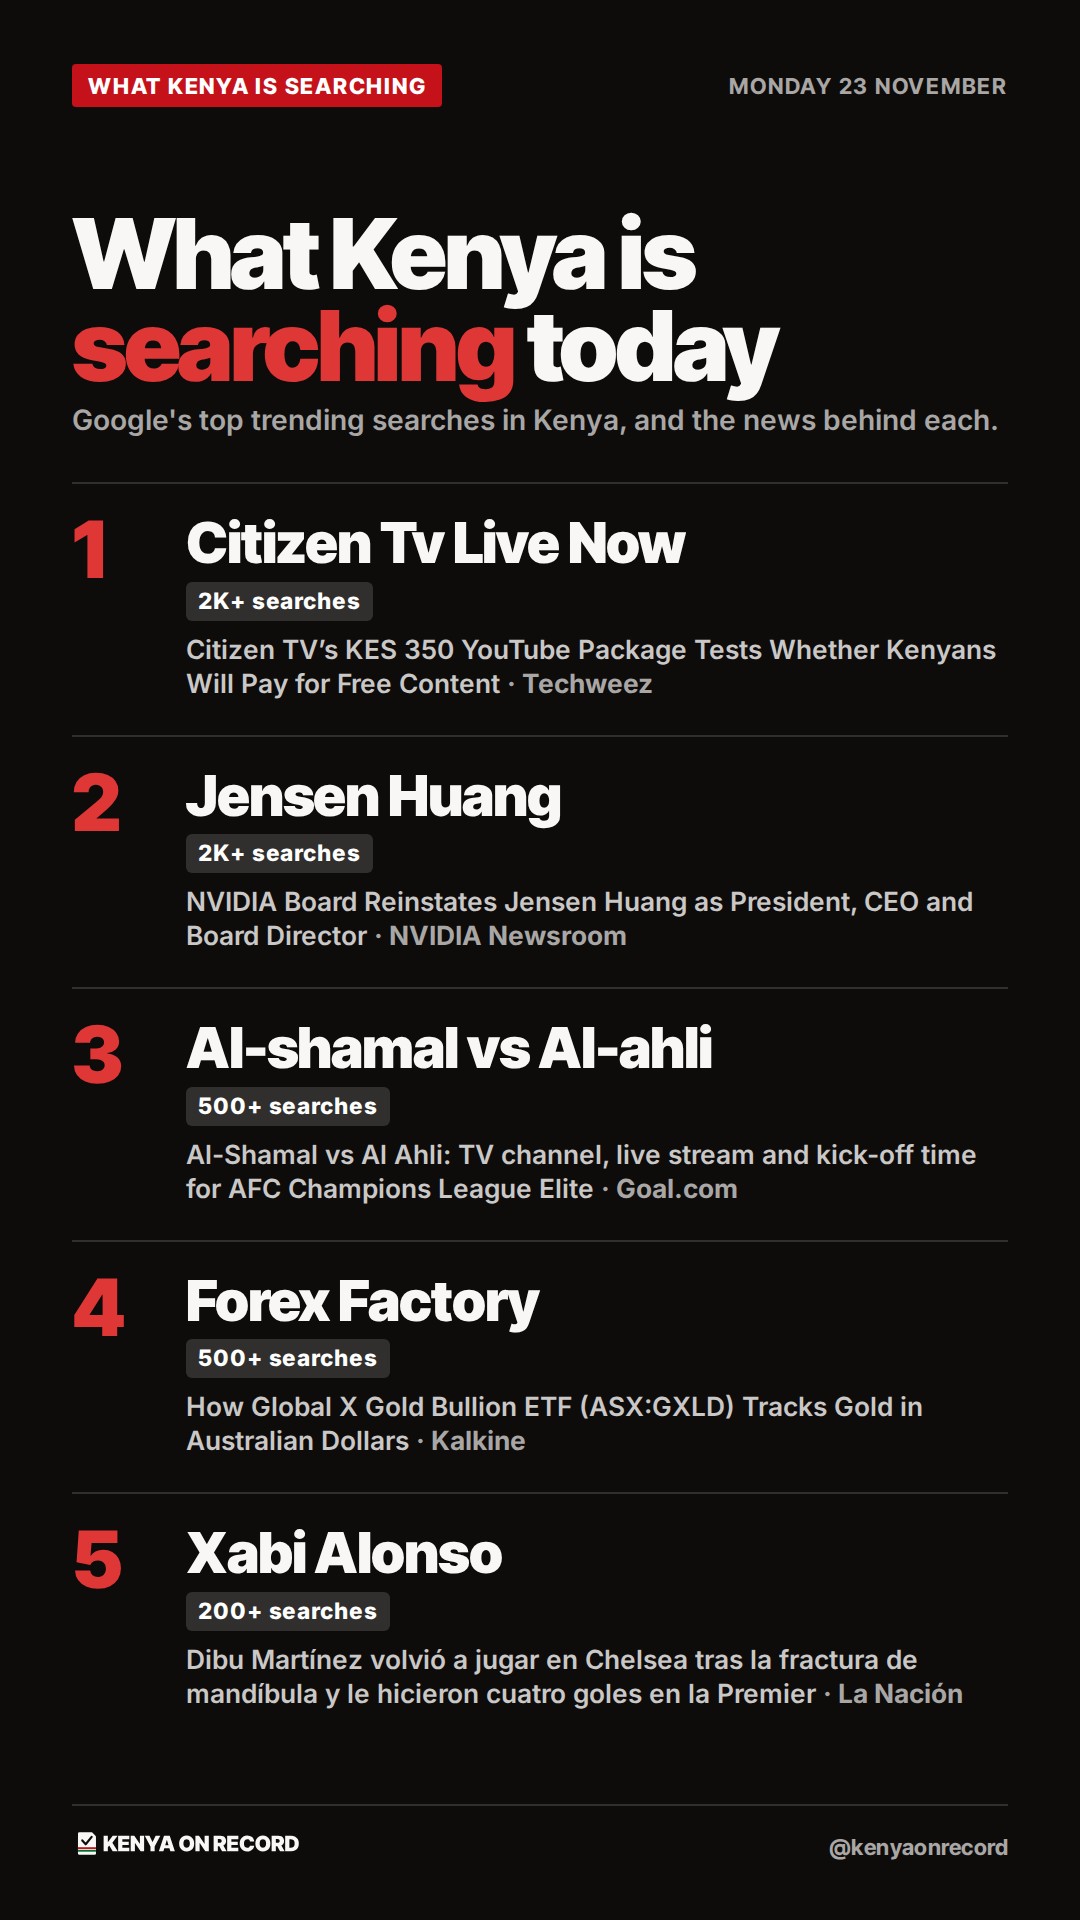 WHAT KENYA IS SEARCHING
MONDAY 23 NOVEMBER
What Kenya is
searching today
Google's top trending searches in Kenya, and the news behind each.
1
Citizen Tv Live Now
2K+ searches
Citizen TV’s KES 350 YouTube Package Tests Whether Kenyans
Will Pay for Free Content · Techweez
2
Jensen Huang
2K+ searches
NVIDIA Board Reinstates Jensen Huang as President, CEO and
Board Director · NVIDIA Newsroom
3
Al-shamal vs Al-ahli
500+ searches
Al-Shamal vs Al Ahli: TV channel, live stream and kick-off time
for AFC Champions League Elite · Goal.com
4
Forex Factory
500+ searches
How Global X Gold Bullion ETF (ASX:GXLD) Tracks Gold in
Australian Dollars · Kalkine
5
Xabi Alonso
200+ searches
Dibu Martínez volvió a jugar en Chelsea tras la fractura de
mandíbula y le hicieron cuatro goles en la Premier · La Nación
KENYA ON RECORD
@kenyaonrecord